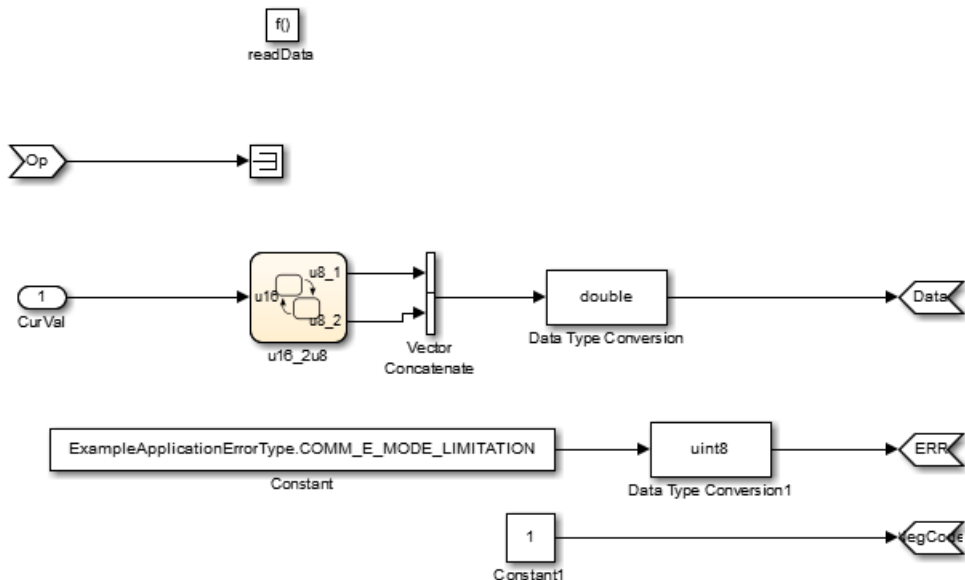 f()
readData
Op
u8_1
u16
u8_2
1
CurVal
u16_2u8
Vector
Concatenate
double
Data Type Conversion
Data
ExampleApplicationErrorType.COMM_E_MODE_LIMITATION
Constant
uint8
Data Type Conversion1
ERR
1
Constant1